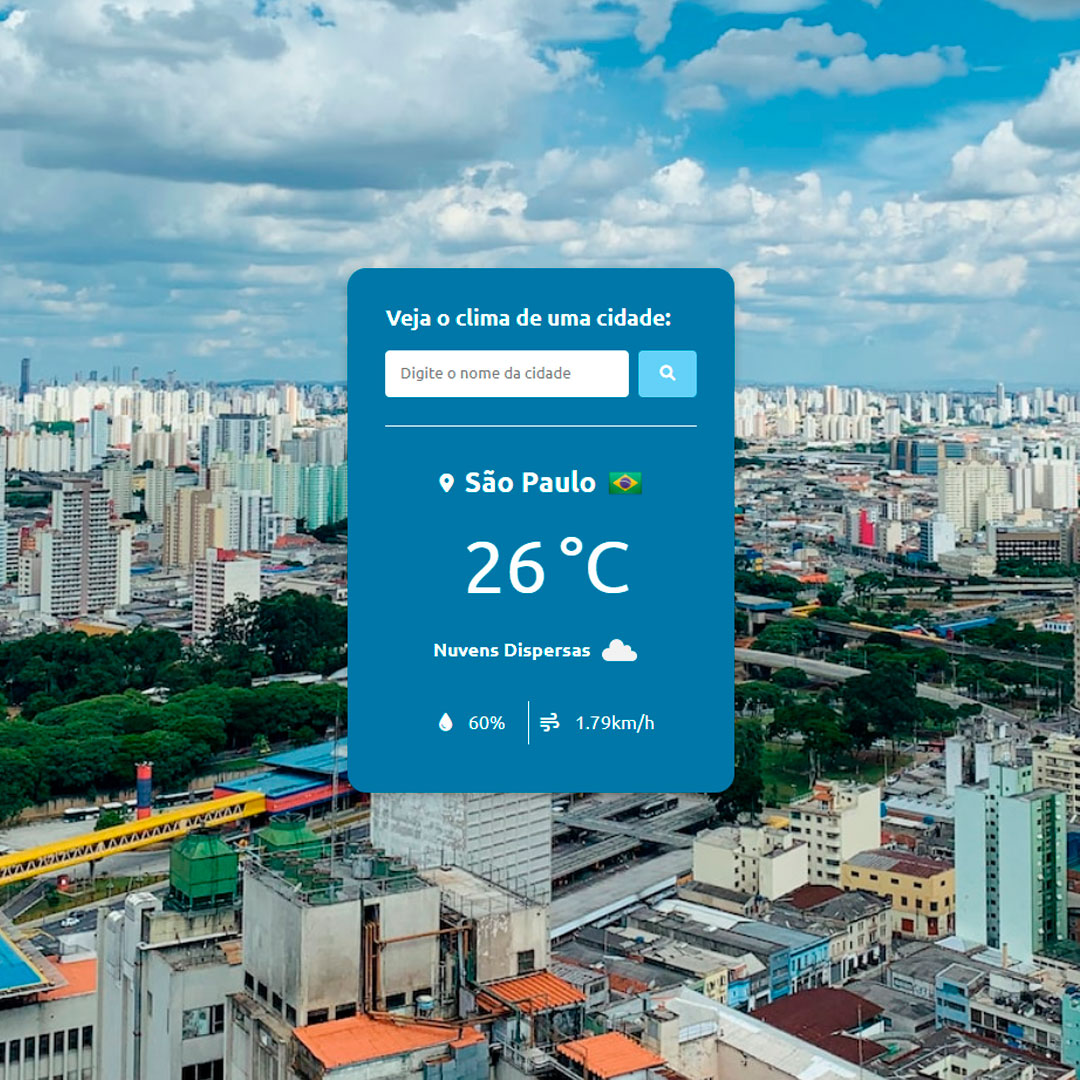 Veja o clima de uma cidade:
Digite o nome da cidade
São Paulo
26°C
Nuvens Dispersas
60%
1.79km/h